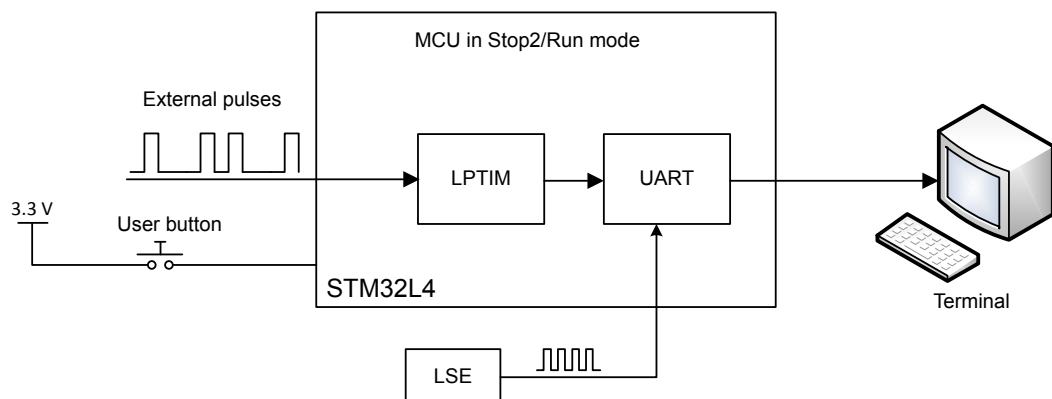 MCU in Stop2/Run mode
External pulses
LPTIM
UART
3.3 V
User button
STM32L4
Terminal
LSE